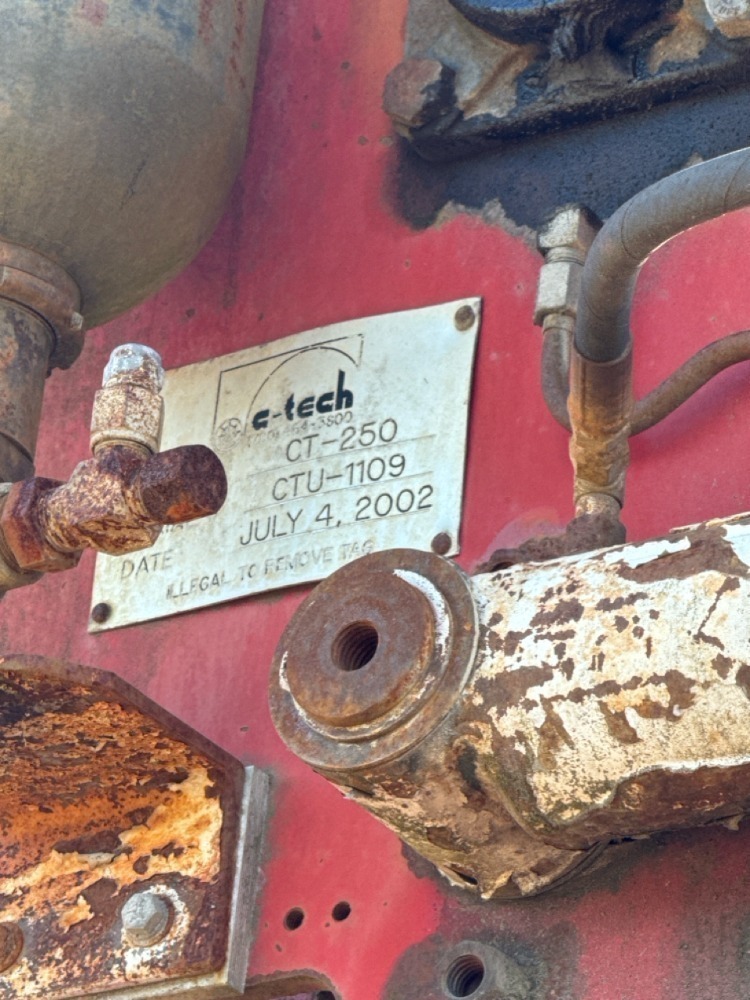 c-tech
CT-250
CTU-1109
DATE JULY 4, 2002
ILLEGAL TO REMOVE TAG